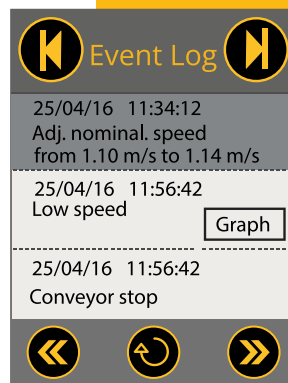 Event Log
25/04/16 11:34:12
Adj. nominal. speed
from 1.10 m/s to 1.14 m/s
25/04/16 11:56:42
Low speed
Graph
25/04/16 11:56:42
Conveyor stop